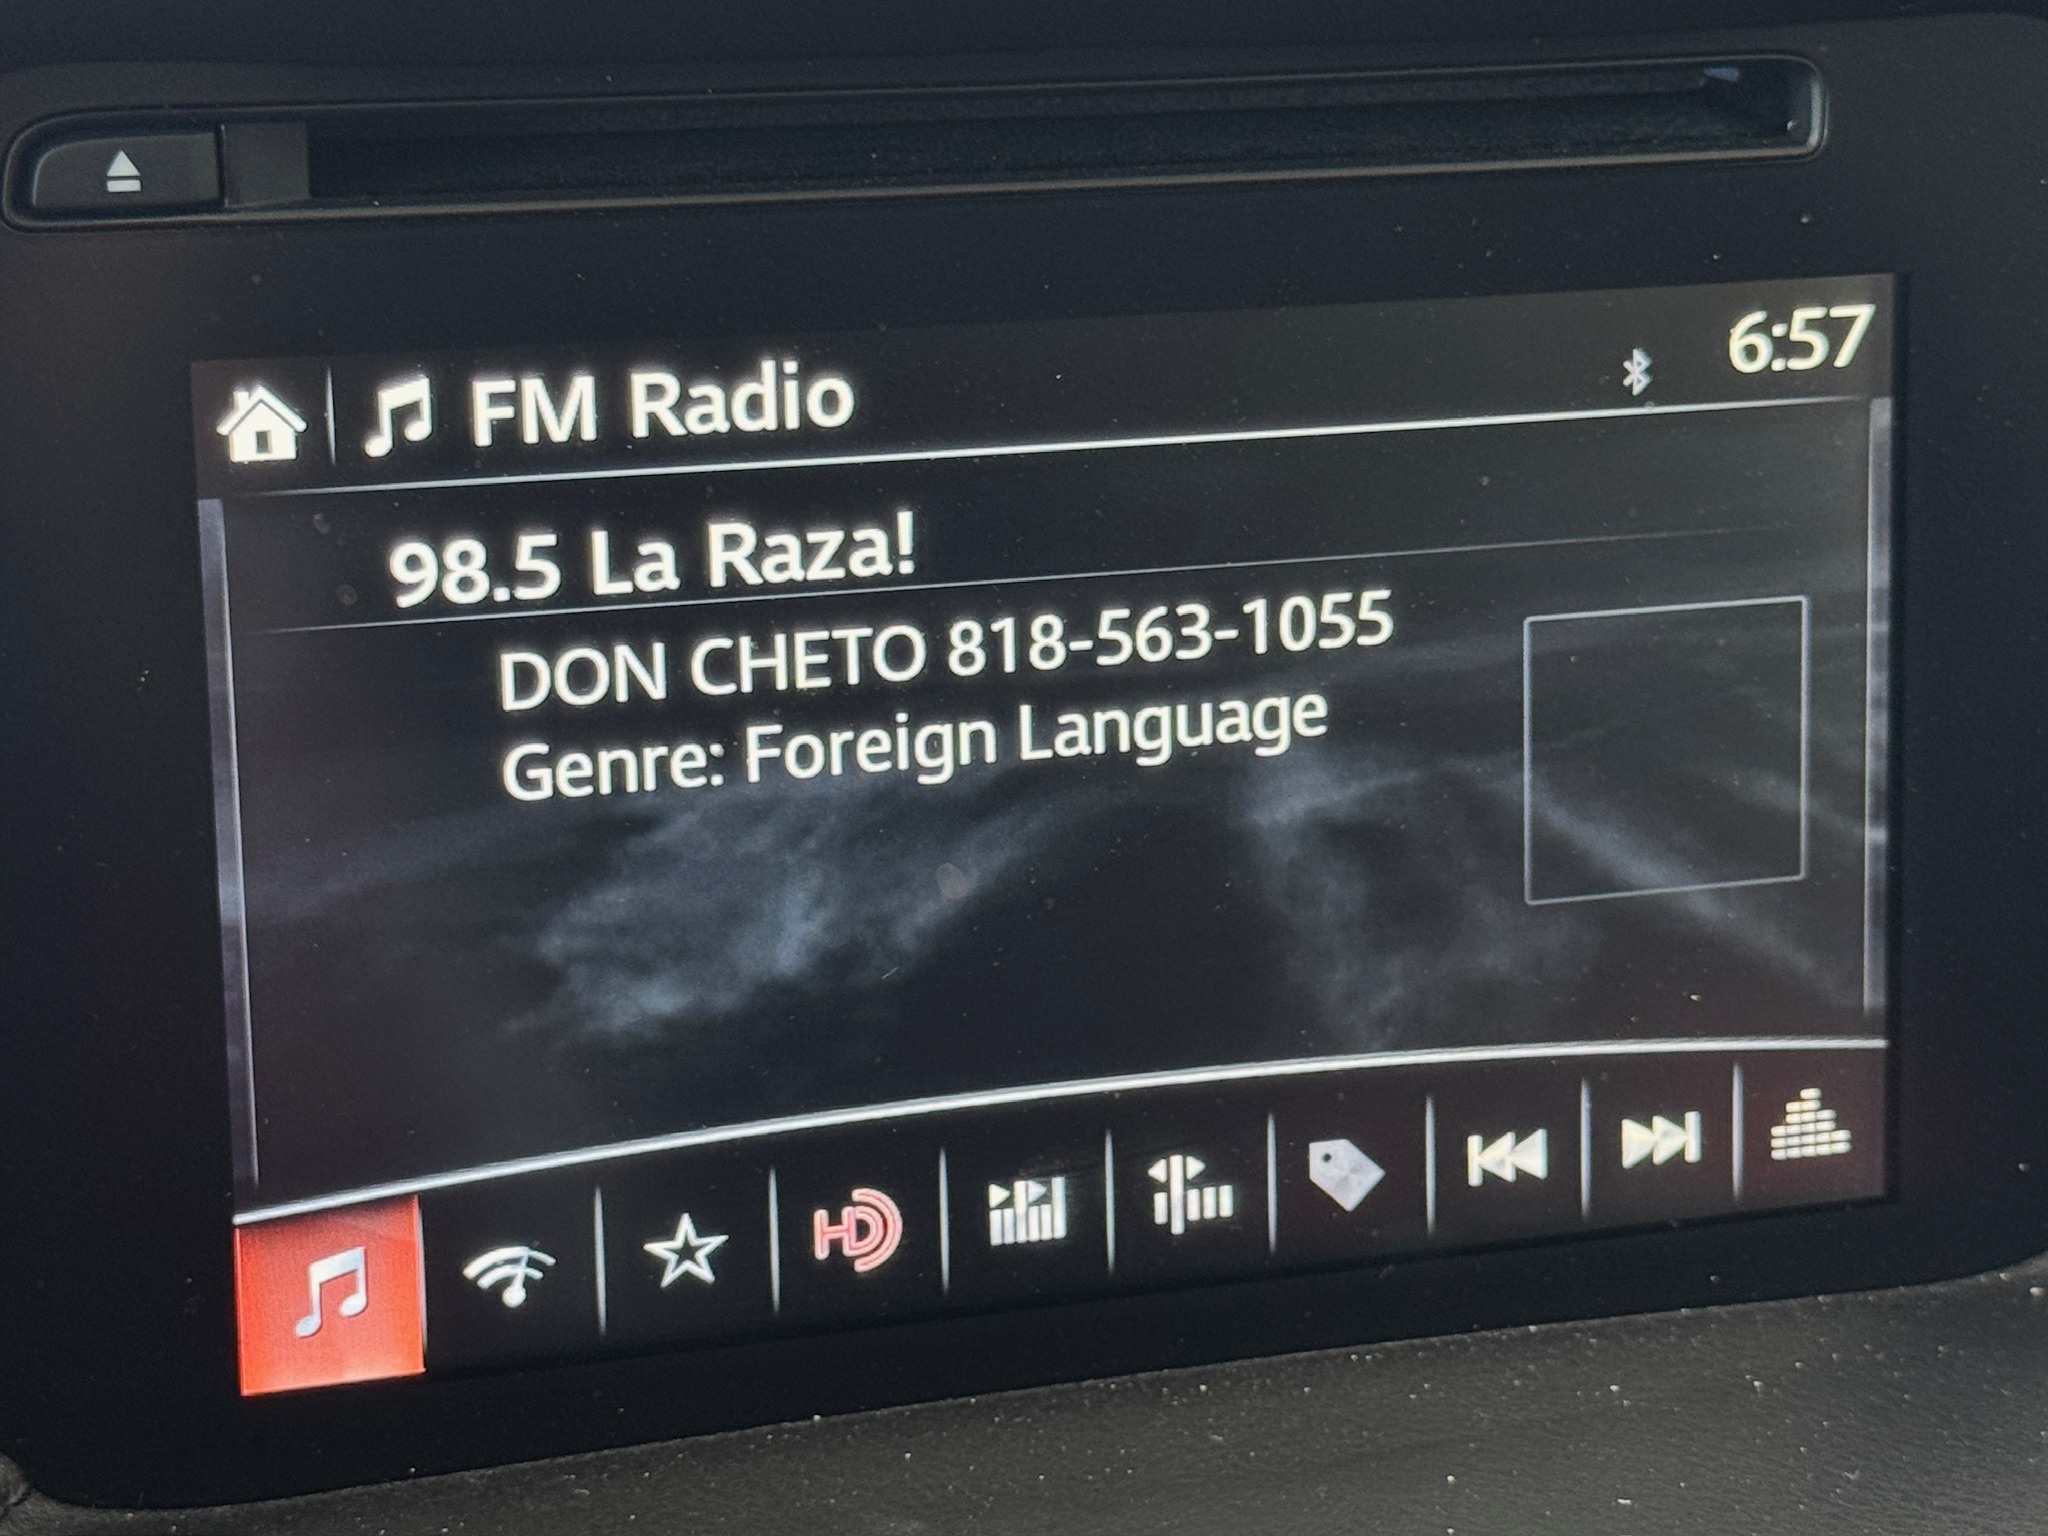 FM Radio
6:57
98.5 La Raza!
DON CHETO 818-563-1055
Genre: Foreign Language
HD